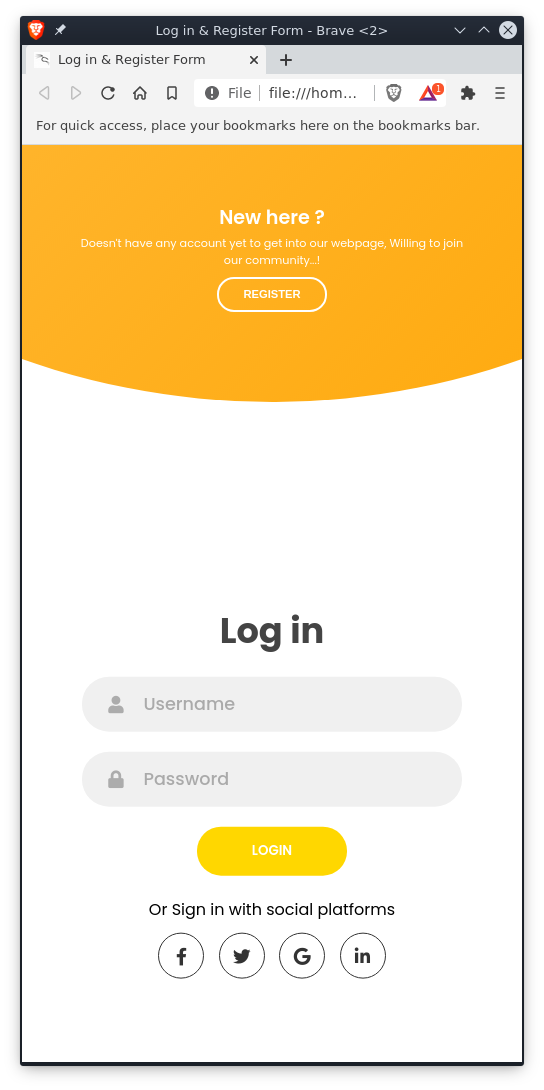 Log in & Register Form - Brave <2>
Log in & Register Form
File file:///hom...
1
For quick access, place your bookmarks here on the bookmarks bar.
New here ?
Doesn't have any account yet to get into our webpage, Willing to join
our community...!
REGISTER
Log in
Username
Password
LOGIN
Or Sign in with social platforms